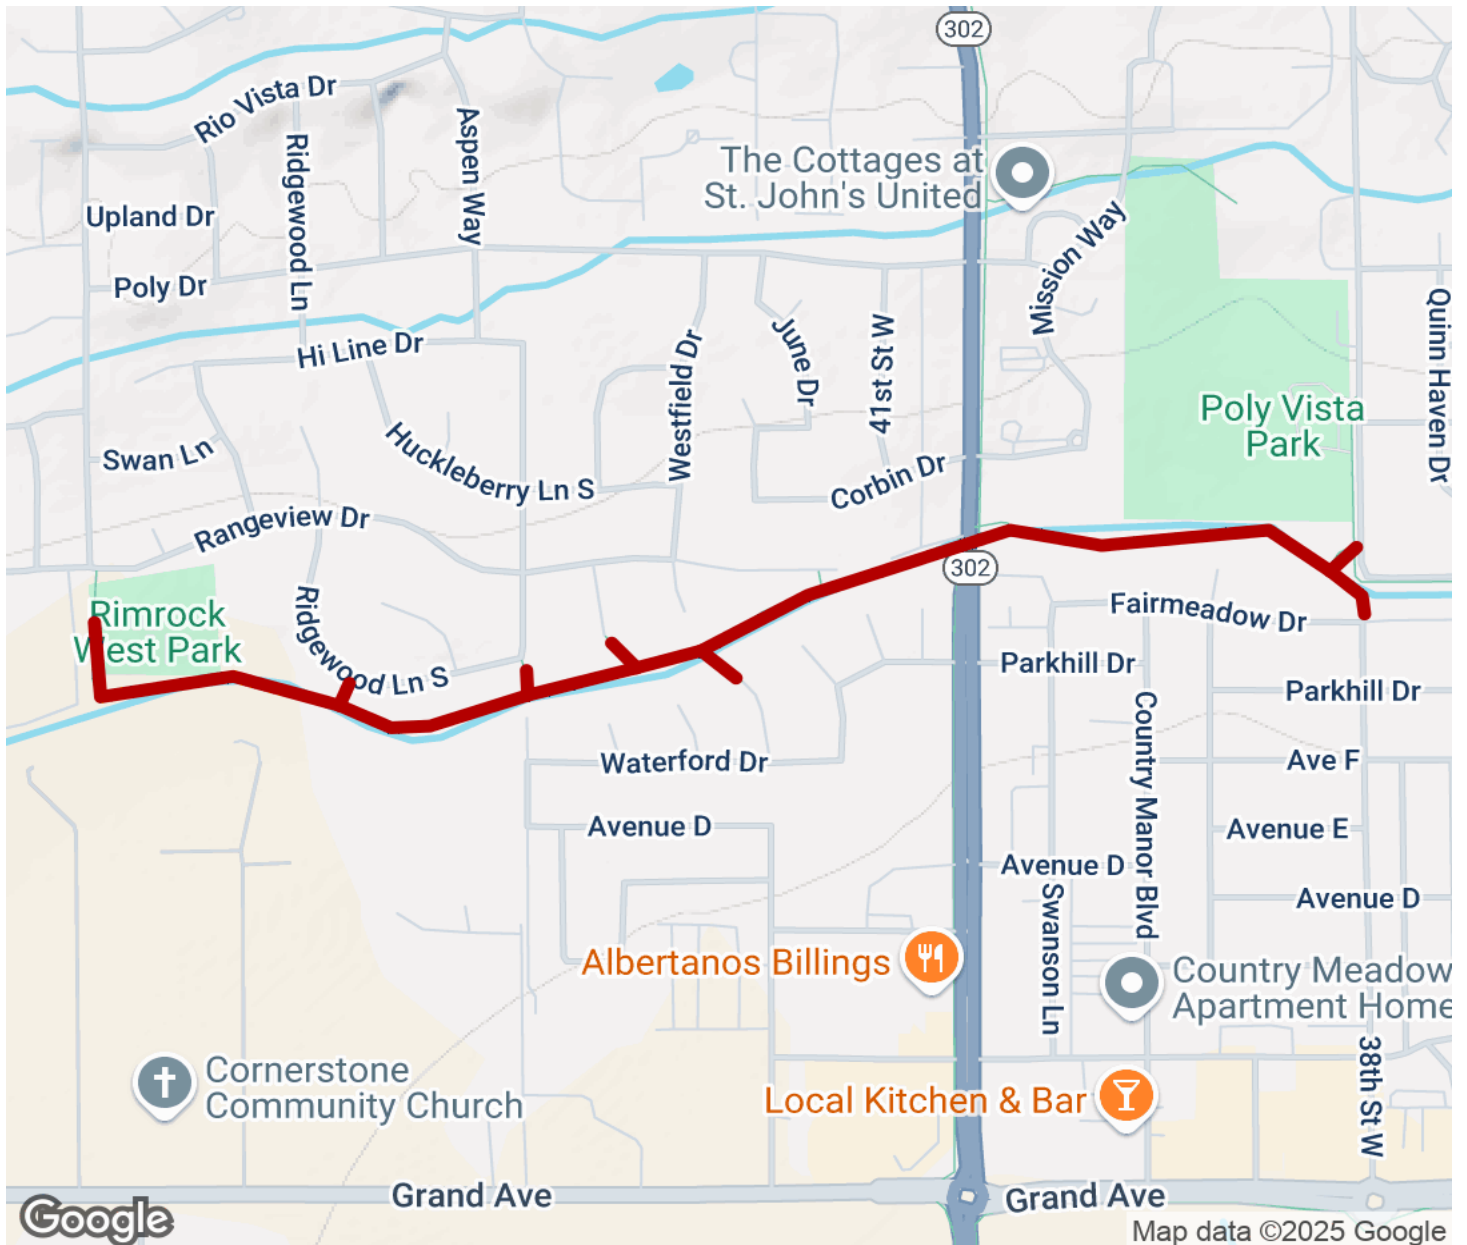 302
Rio Vista Dr
Ridgewood Ln
Aspen Way
The Cottages at
St. John's United
Upland Dr
Mission Way
Poly Dr
Hi Line Dr
Westfield Dr
June Dr
41st St W
Quinn Haven Dr
Poly Vista
Park
Swan Ln
Huckleberry Ln S
Corbin Dr
Rangeview Dr
302
Rimrock
West Park
Ridgewood Ln S
Fairmeadow Dr
Parkhill Dr
Parkhill Dr
Country Manor Blvd
Waterford Dr
Ave F
Avenue D
Avenue E
Avenue D
Swanson Ln
Avenue D
Albertanos Billings
Country Meadow
Apartment Home
Cornerstone
Community Church
Local Kitchen & Bar
38th St W
Grand Ave
Grand Ave
Google
Map data ©2025 Google